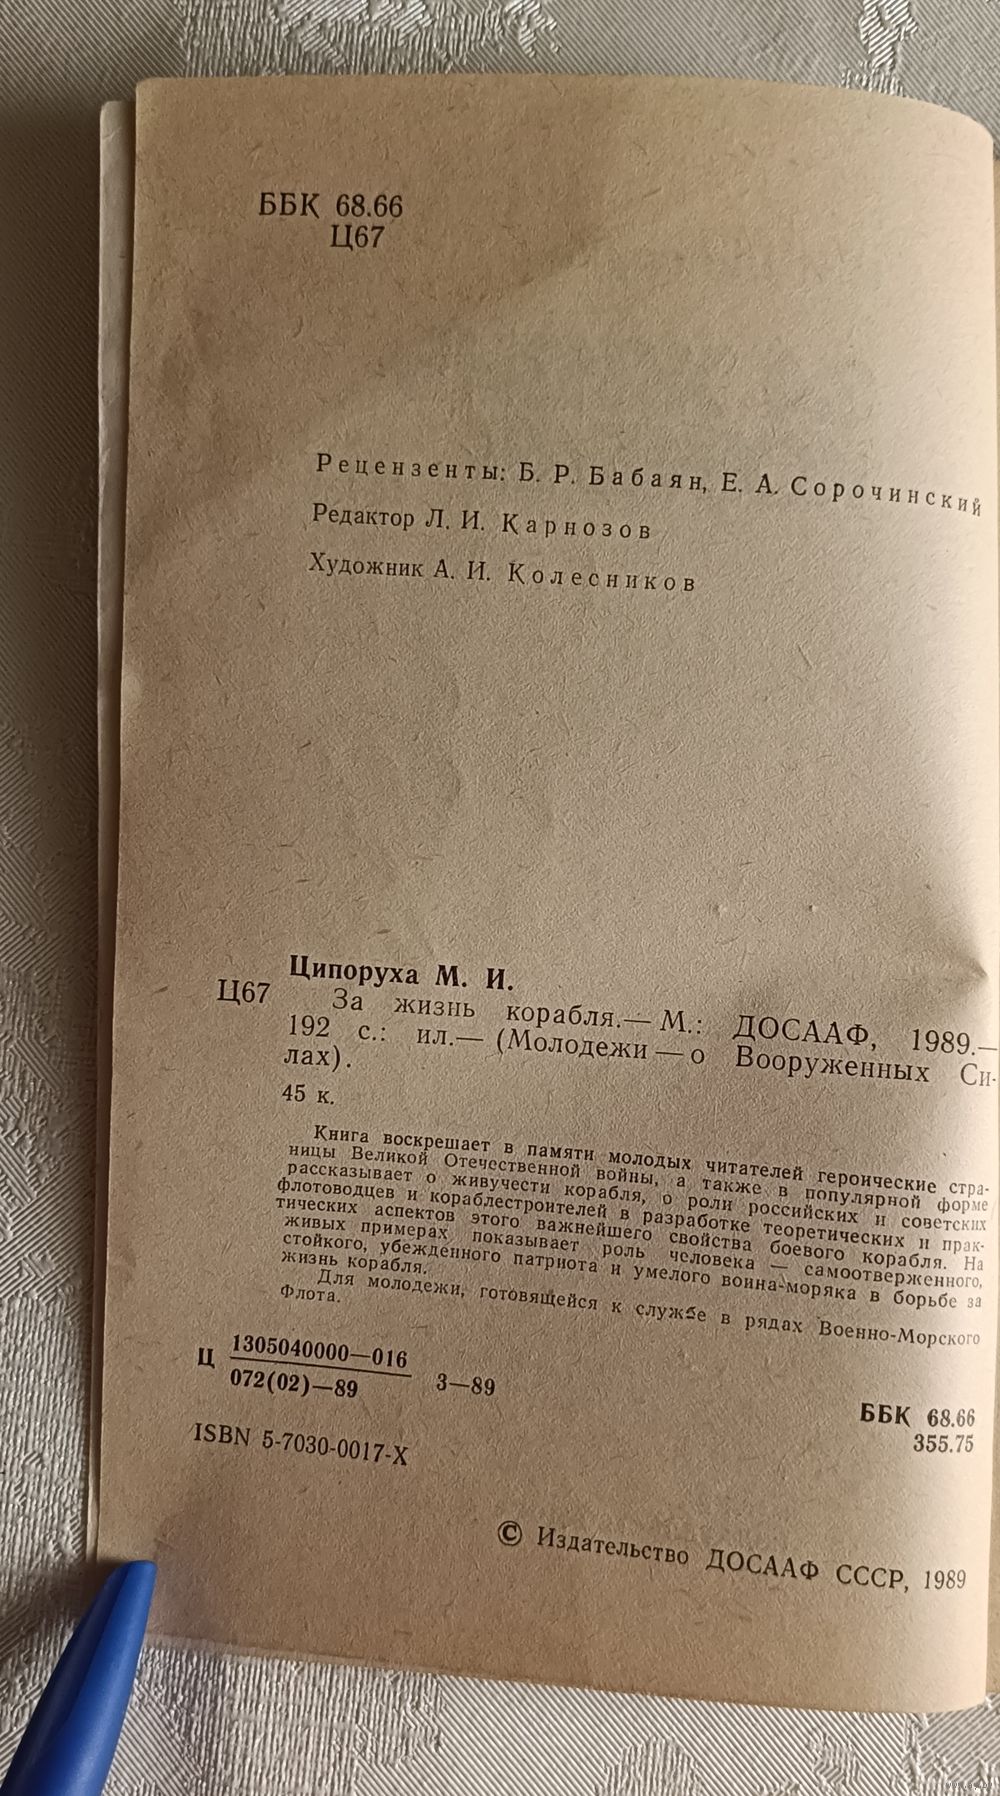 ББК 68.66
Ц67
Рецензенты: Б. Р. Бабаян, Е. А. Сорочинский
Редактор Л. И. Карнозов
Художник А. И. Колесников
Ципоруха М. И.
Ц67 За жизнь корабля.— М.: ДОСААФ, 1989.—
192 с.: ил.— (Молодежи — о Вооруженных Си-
лах).
45 к.
Книга воскрешает в памяти молодых читателей героические стра-
ницы Великой Отечественной войны, а также в популярной форме
рассказывает о живучести корабля, о роли российских и советских
флотоводцев и кораблестроителей в разработке теоретических и прак-
тических аспектов этого важнейшего свойства боевого корабля. На
живых примерах показывает роль человека — самоотверженного,
стойкого, убежденного патриота и умелого воина-моряка в борьбе за
жизнь корабля.
Для молодежи, готовящейся к службе в рядах Военно-Морского
Флота.
Ц 1305040000—016
072(02)—89 3—89
ББК 68.66
355.75
ISBN 5-7030-0017-X
© Издательство ДОСААФ СССР, 1989